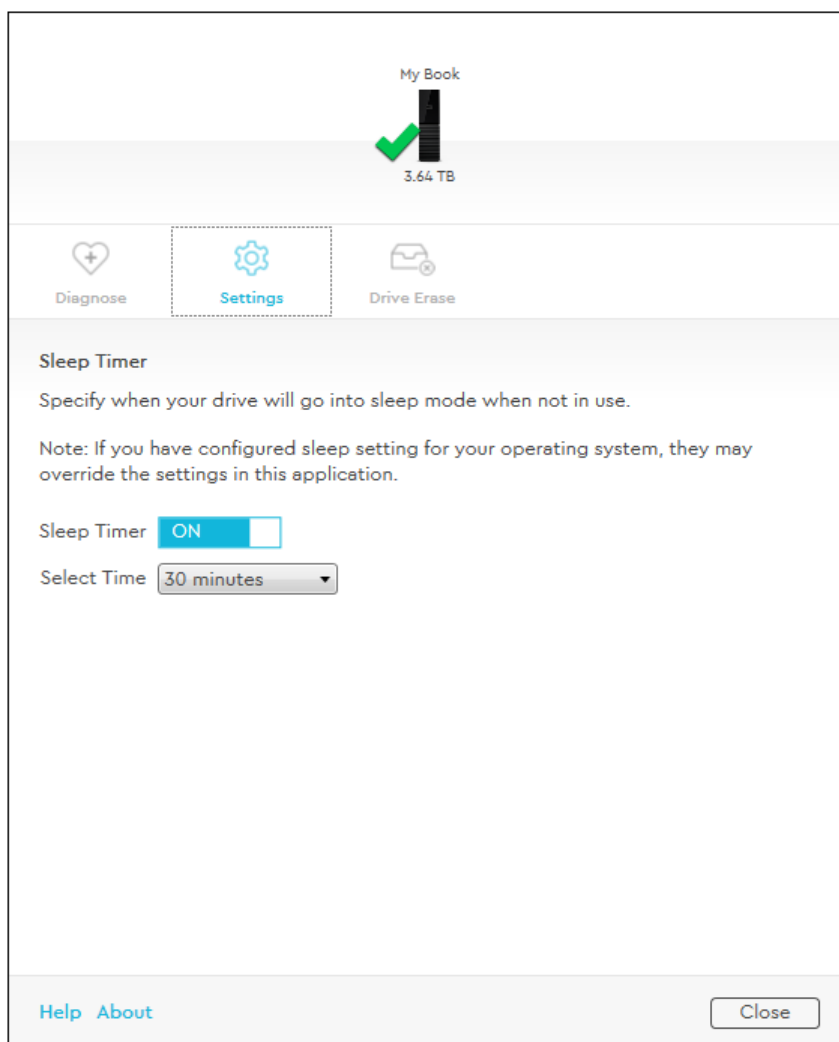 My Book
3.64 TB
Diagnose
Settings
Drive Erase
Sleep Timer
Specify when your drive will go into sleep mode when not in use.
Note: If you have configured sleep setting for your operating system, they may
override the settings in this application.
Sleep Timer ON
Select Time 30 minutes
Help About
Close